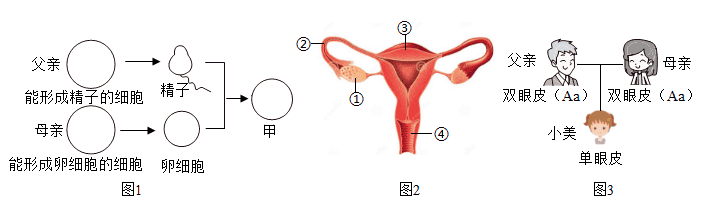 父亲
精子
能形成精子的细胞
母亲
甲
能形成卵细胞的细胞
卵细胞
图1
②
③
①
④
图2
父亲
母亲
双眼皮（Aa）
双眼皮（Aa）
小美
单眼皮
图3